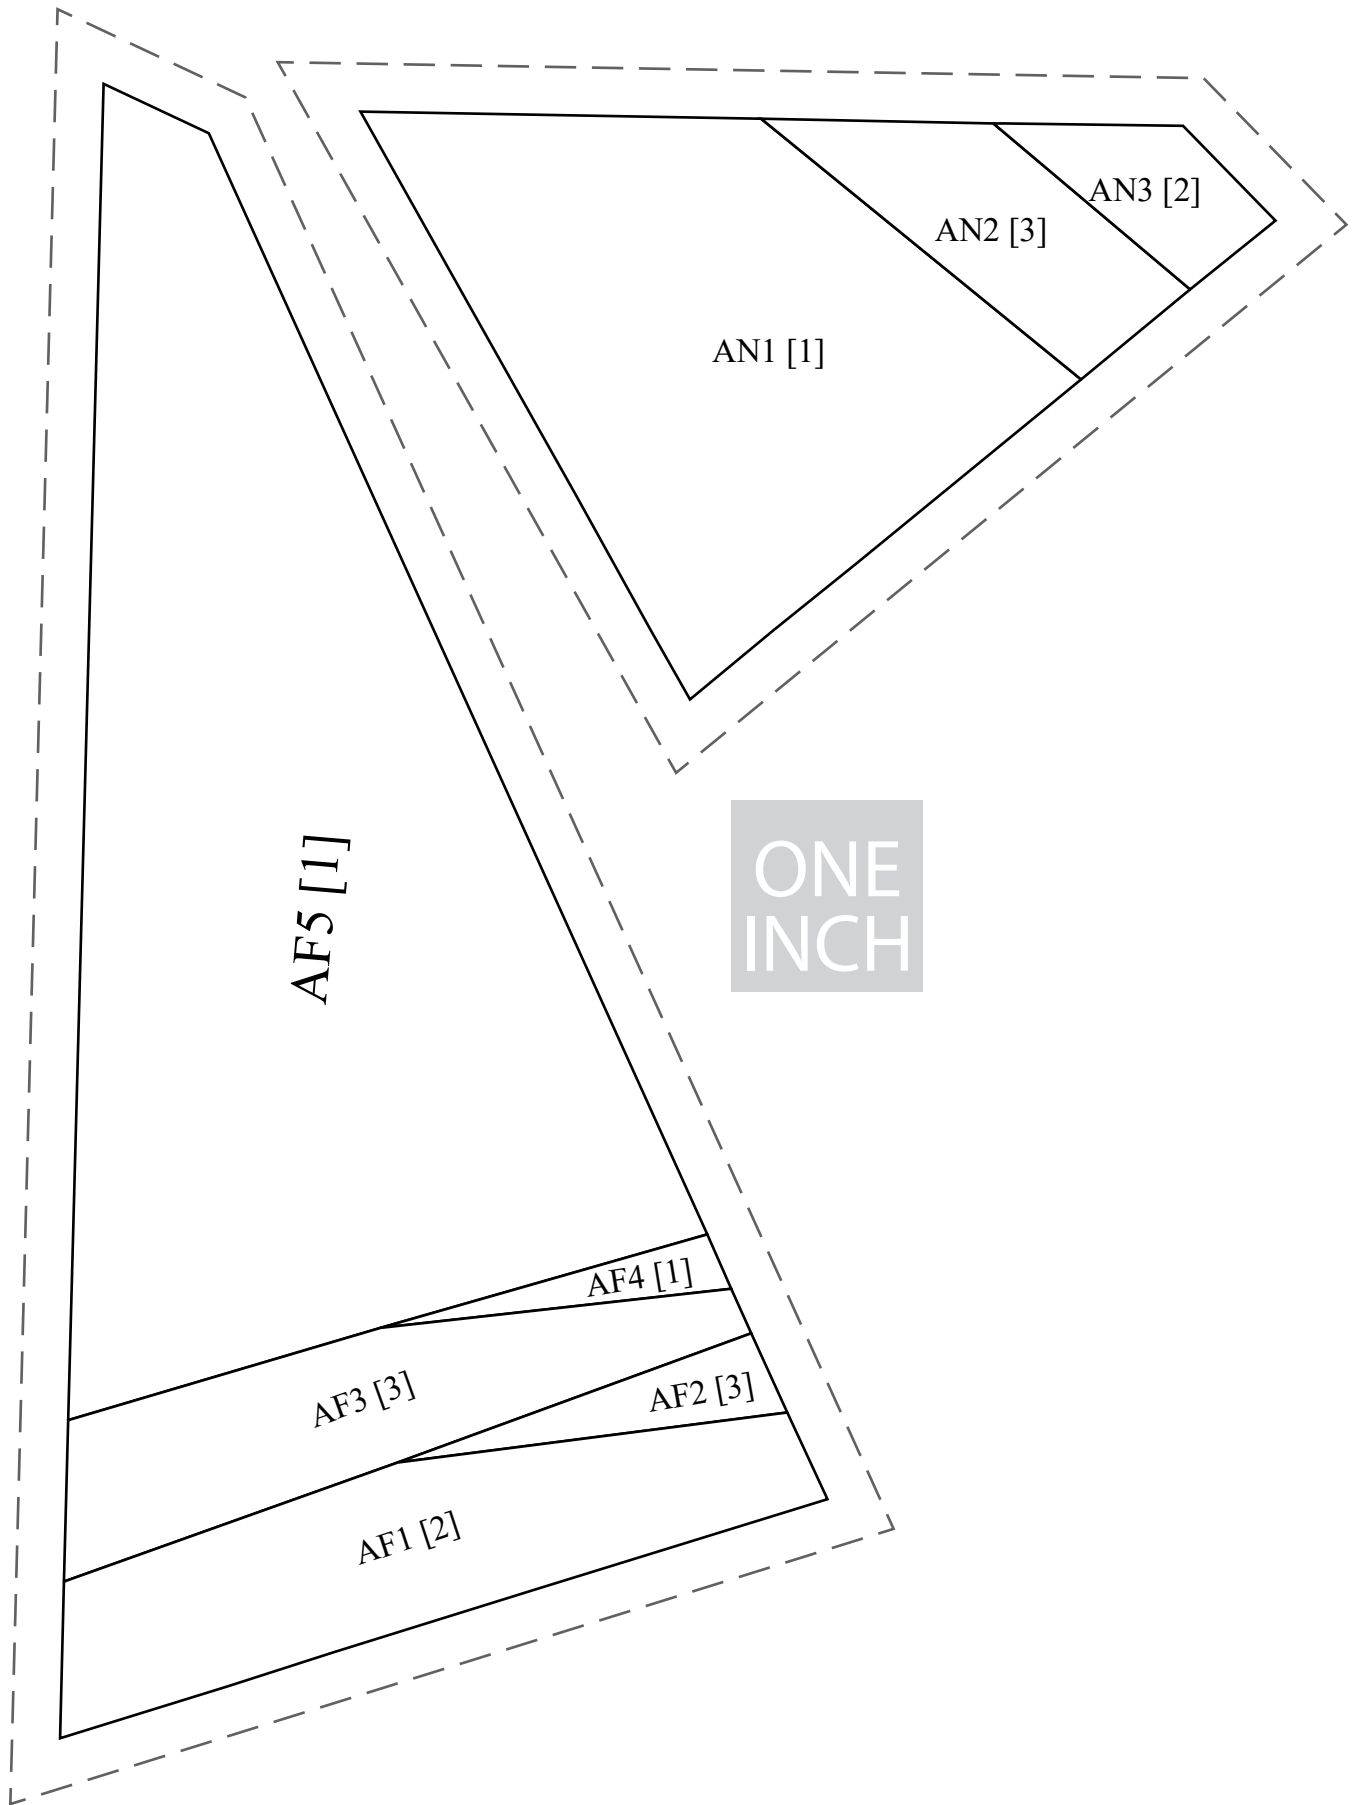 AN3 [2]
AN2 [3]
AN1 [1]
ONE
INCH
AF5 [1]
AF4 [1]
AF3 [3]
AF2 [3]
AF1 [2]